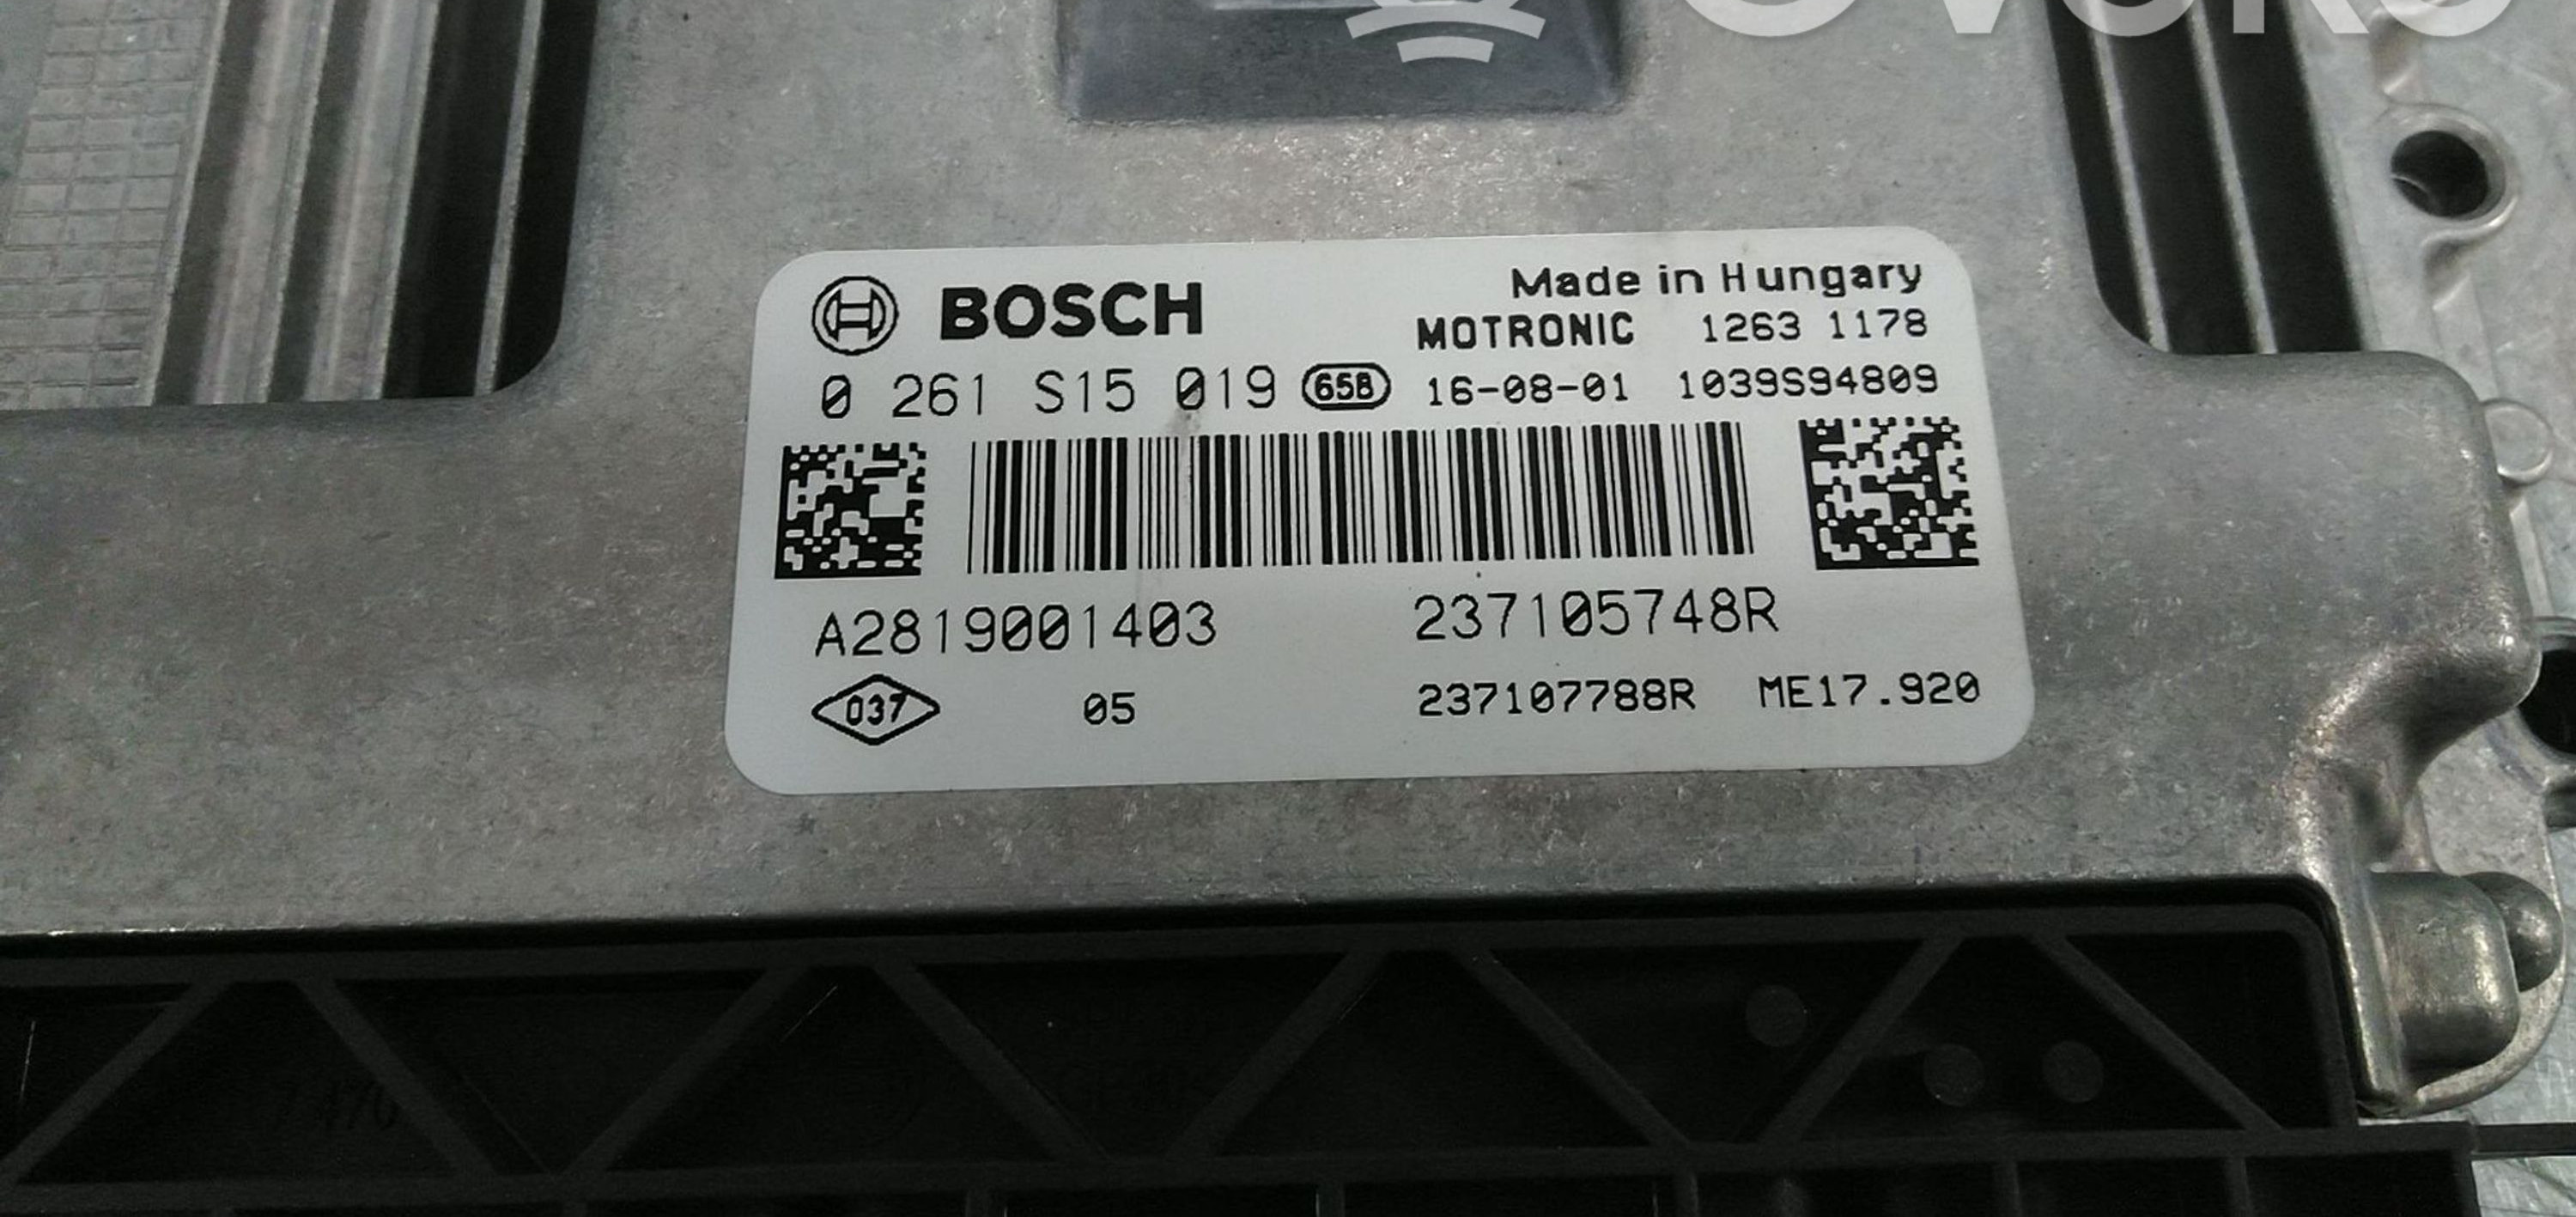 BOSCH
Made in Hungary
MOTRONIC 1263 1178
0 261 S15 019 65B 16-08-01 1039S94809
A2819001403 237105748R
037 05 237107788R ME17.920